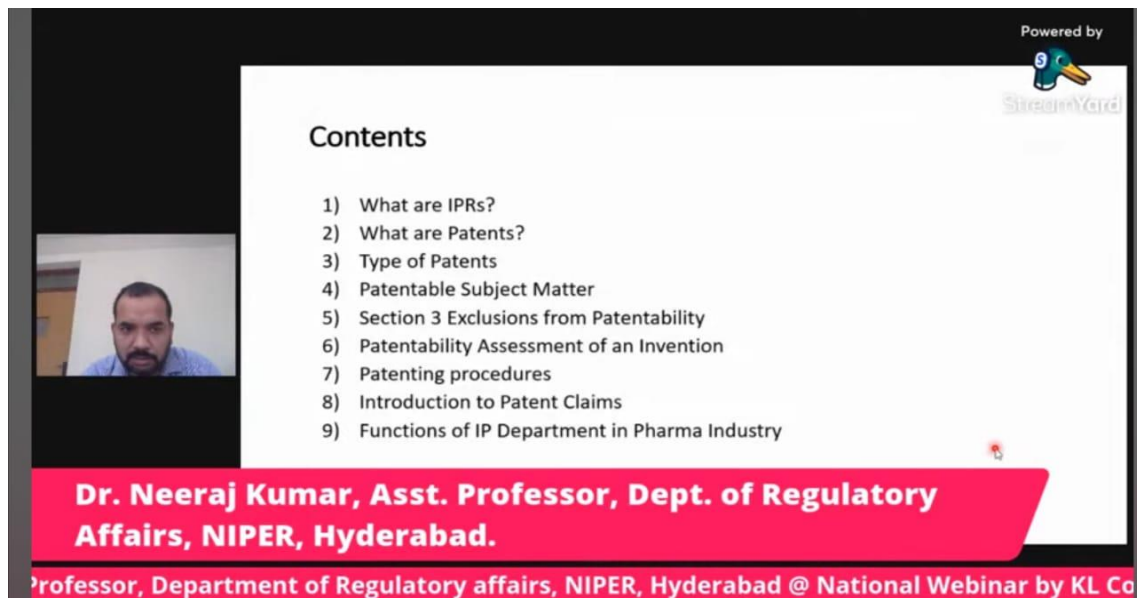 Powered by
S
StreamYard
Contents
1) What are IPRs?
2) What are Patents?
3) Type of Patents
4) Patentable Subject Matter
5) Section 3 Exclusions from Patentability
6) Patentability Assessment of an Invention
7) Patenting procedures
8) Introduction to Patent Claims
9) Functions of IP Department in Pharma Industry
Dr. Neeraj Kumar, Asst. Professor, Dept. of Regulatory
Affairs, NIPER, Hyderabad.
Professor, Department of Regulatory affairs, NIPER, Hyderabad @ National Webinar by KL Co